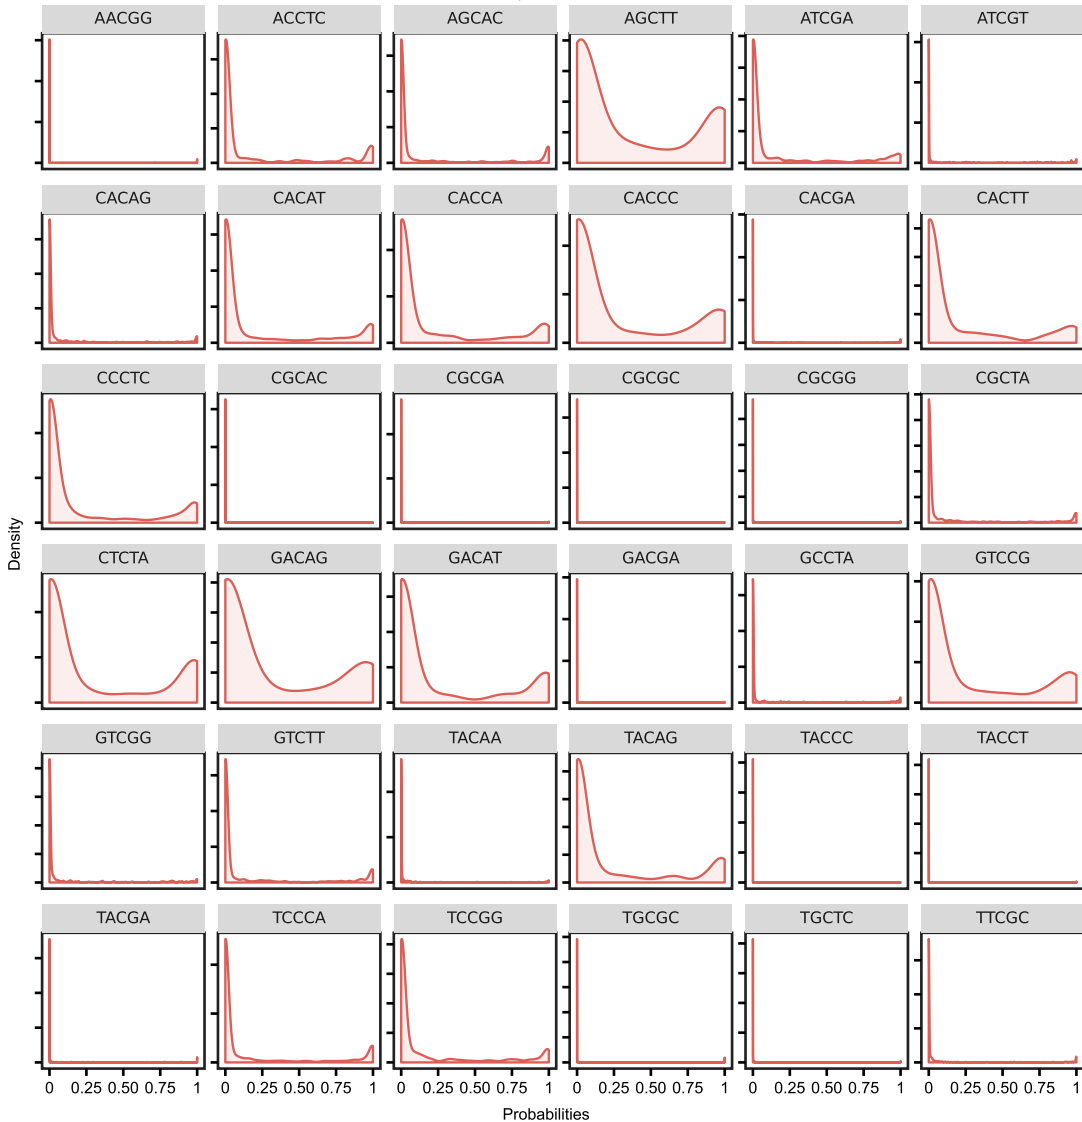 AACGG ACCTC AGCAC AGCTT ATCGA ATCGT
CACAG CACAT CACCA CACCC CACGA CACTT
CCCTC CGCAC CGCGA CGCGC CGCGG CGCTA
Density
CTCTA GACAG GACAT GACGA GCCTA GTCCG
GTCGG GTCTT TACAA TACAG TACCC TACCT
TACGA TCCCA TCCGG TGCGC TGCTC TTCGC
0 0.25 0.50 0.75 1 0 0.25 0.50 0.75 1 0 0.25 0.50 0.75 1 0 0.25 0.50 0.75 1 0 0.25 0.50 0.75 1 0 0.25 0.50 0.75 1
Probabilities